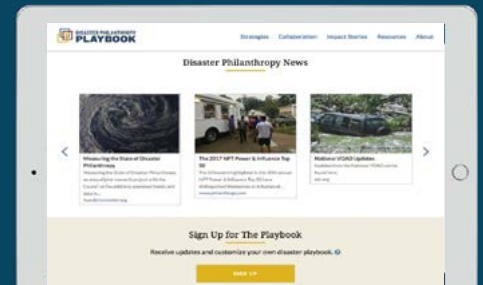 DISASTER PHILANTHROPY
PLAYBOOK
Strategies Collaboration Impact Stories Resources About
Disaster Philanthropy News
Measuring the State of Disaster
Philanthropy
The 2017 NPT Power & Influence Top
50
National VOAD Updates
Sign Up for The Playbook
Receive updates and customize your own disaster playbook.
SIGN UP